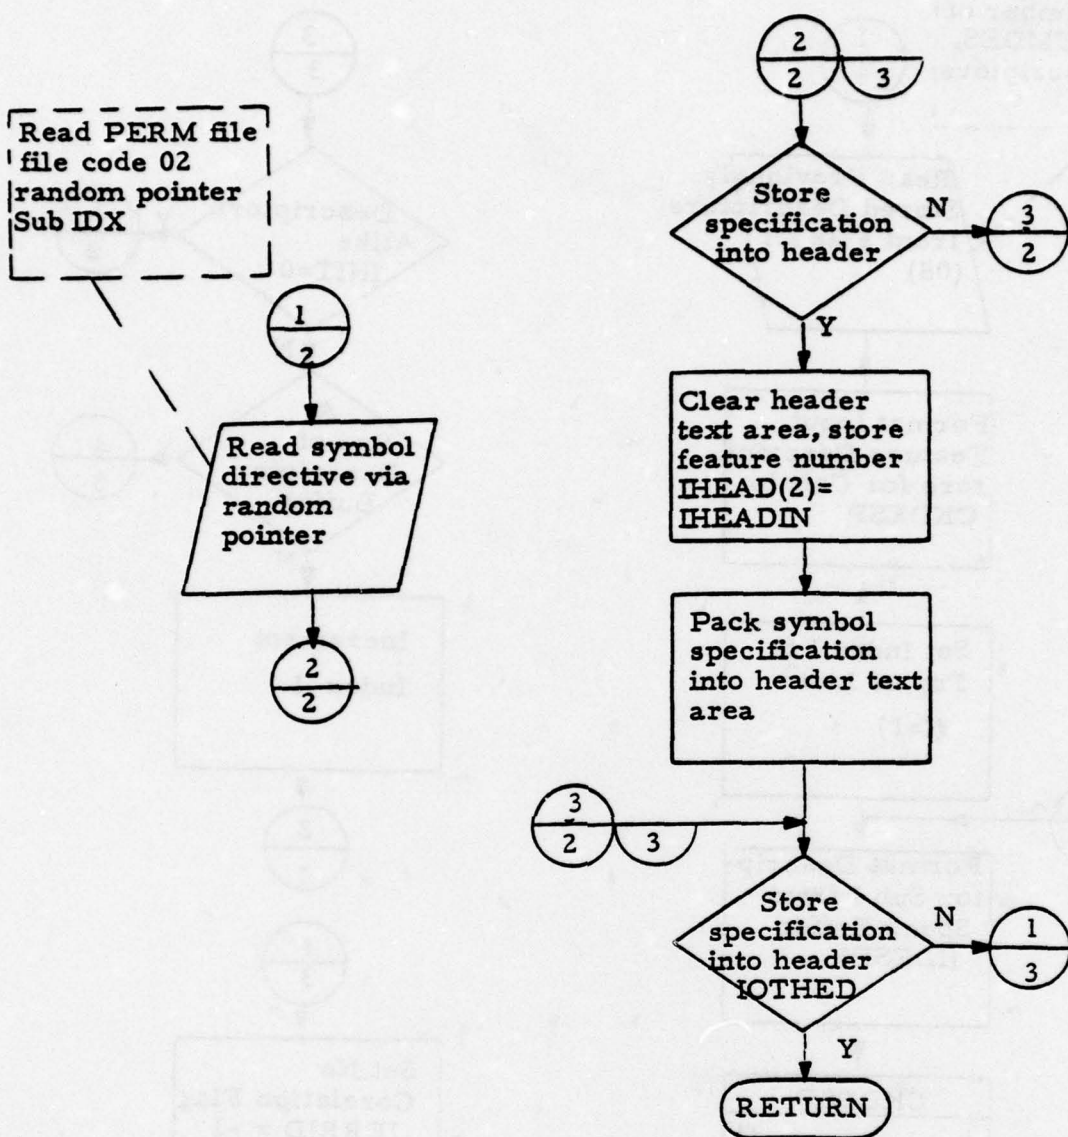 Read PERM file
file code 02
random pointer
Sub IDX
1
2
Read symbol
directive via
random
pointer
2
2
2
2
3
Store
specification
into header
N
3
2
Y
Clear header
text area, store
feature number
IHEAD(2)=
IHEADIN
Pack symbol
specification
into header text
area
3
2
3
Store
specification
into header
IOTHED
N
1
3
Y
RETURN